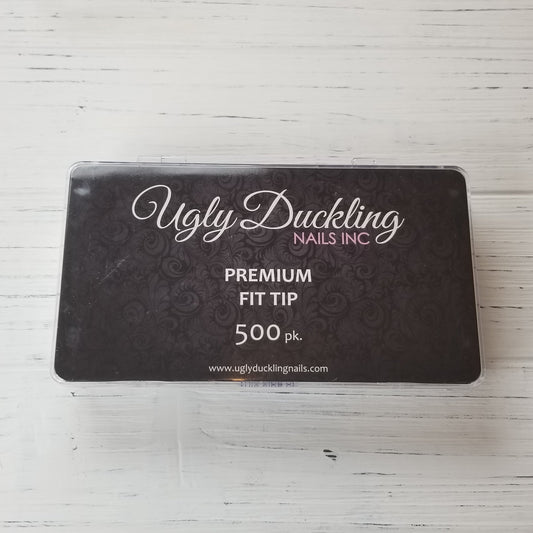 Ugly Duckling
NAILS INC
PREMIUM
FIT TIP
500 pk.
www.uglyducklingnails.com